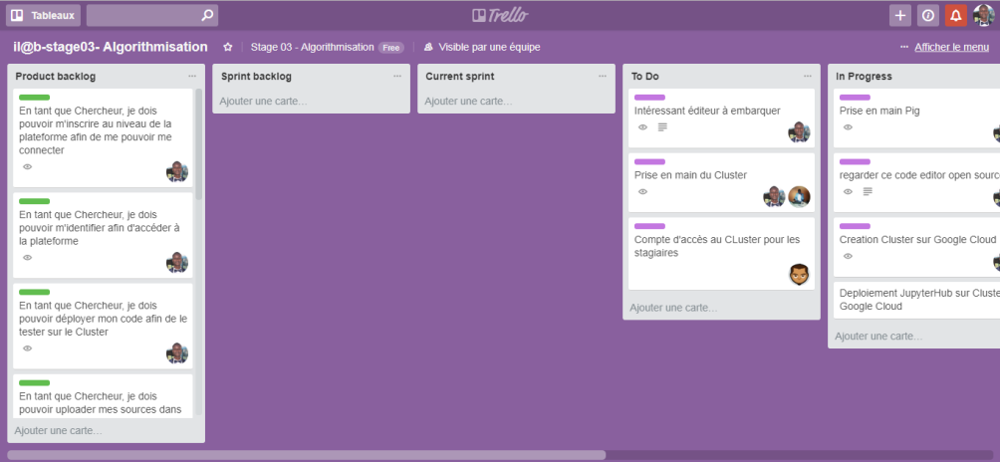 Tableaux
Trello
il@b-stage03- Algorithmisation
Stage 03 - Algorithmisation Free
Visible par une équipe
... Afficher le menu
Product backlog ...
En tant que Chercheur, je dois
pouvoir m'inscrire au niveau de la
plateforme afin de me pouvoir me
connecter
En tant que Chercheur, je dois
pouvoir m'identifier afin d'accéder à
la plateforme
En tant que Chercheur, je dois
pouvoir déployer mon code afin de le
tester sur le Cluster
En tant que Chercheur, je dois
pouvoir uploader mes sources dans
Ajouter une carte...
Sprint backlog ...
Ajouter une carte...
Current sprint ...
Ajouter une carte...
To Do ...
Intéressant éditeur à embarquer
Prise en main du Cluster
Compte d'accès au CLuster pour les
stagiaires
Ajouter une carte...
In Progress
Prise en main Pig
regarder ce code editor open sourc
Creation Cluster sur Google Cloud
Deploiement JupyterHub sur Cluste
Google Cloud
Ajouter une carte...